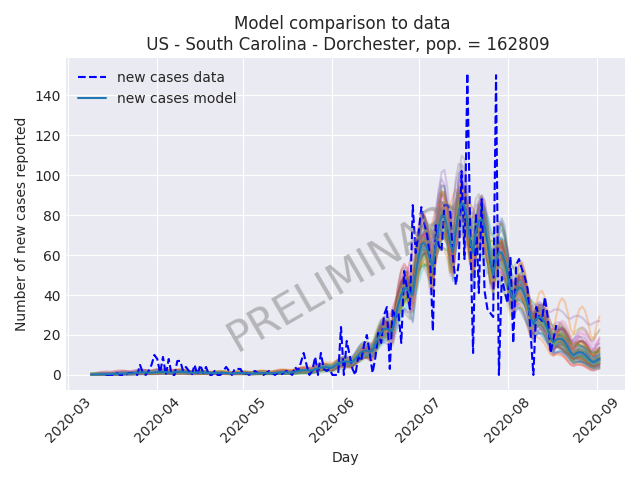 Model comparison to data
US - South Carolina - Dorchester, pop. = 162809
new cases data
new cases model
Number of new cases reported
140
120
100
80
60
40
20
0
2020-03
2020-04
2020-05
2020-06
2020-07
2020-08
2020-09
Day